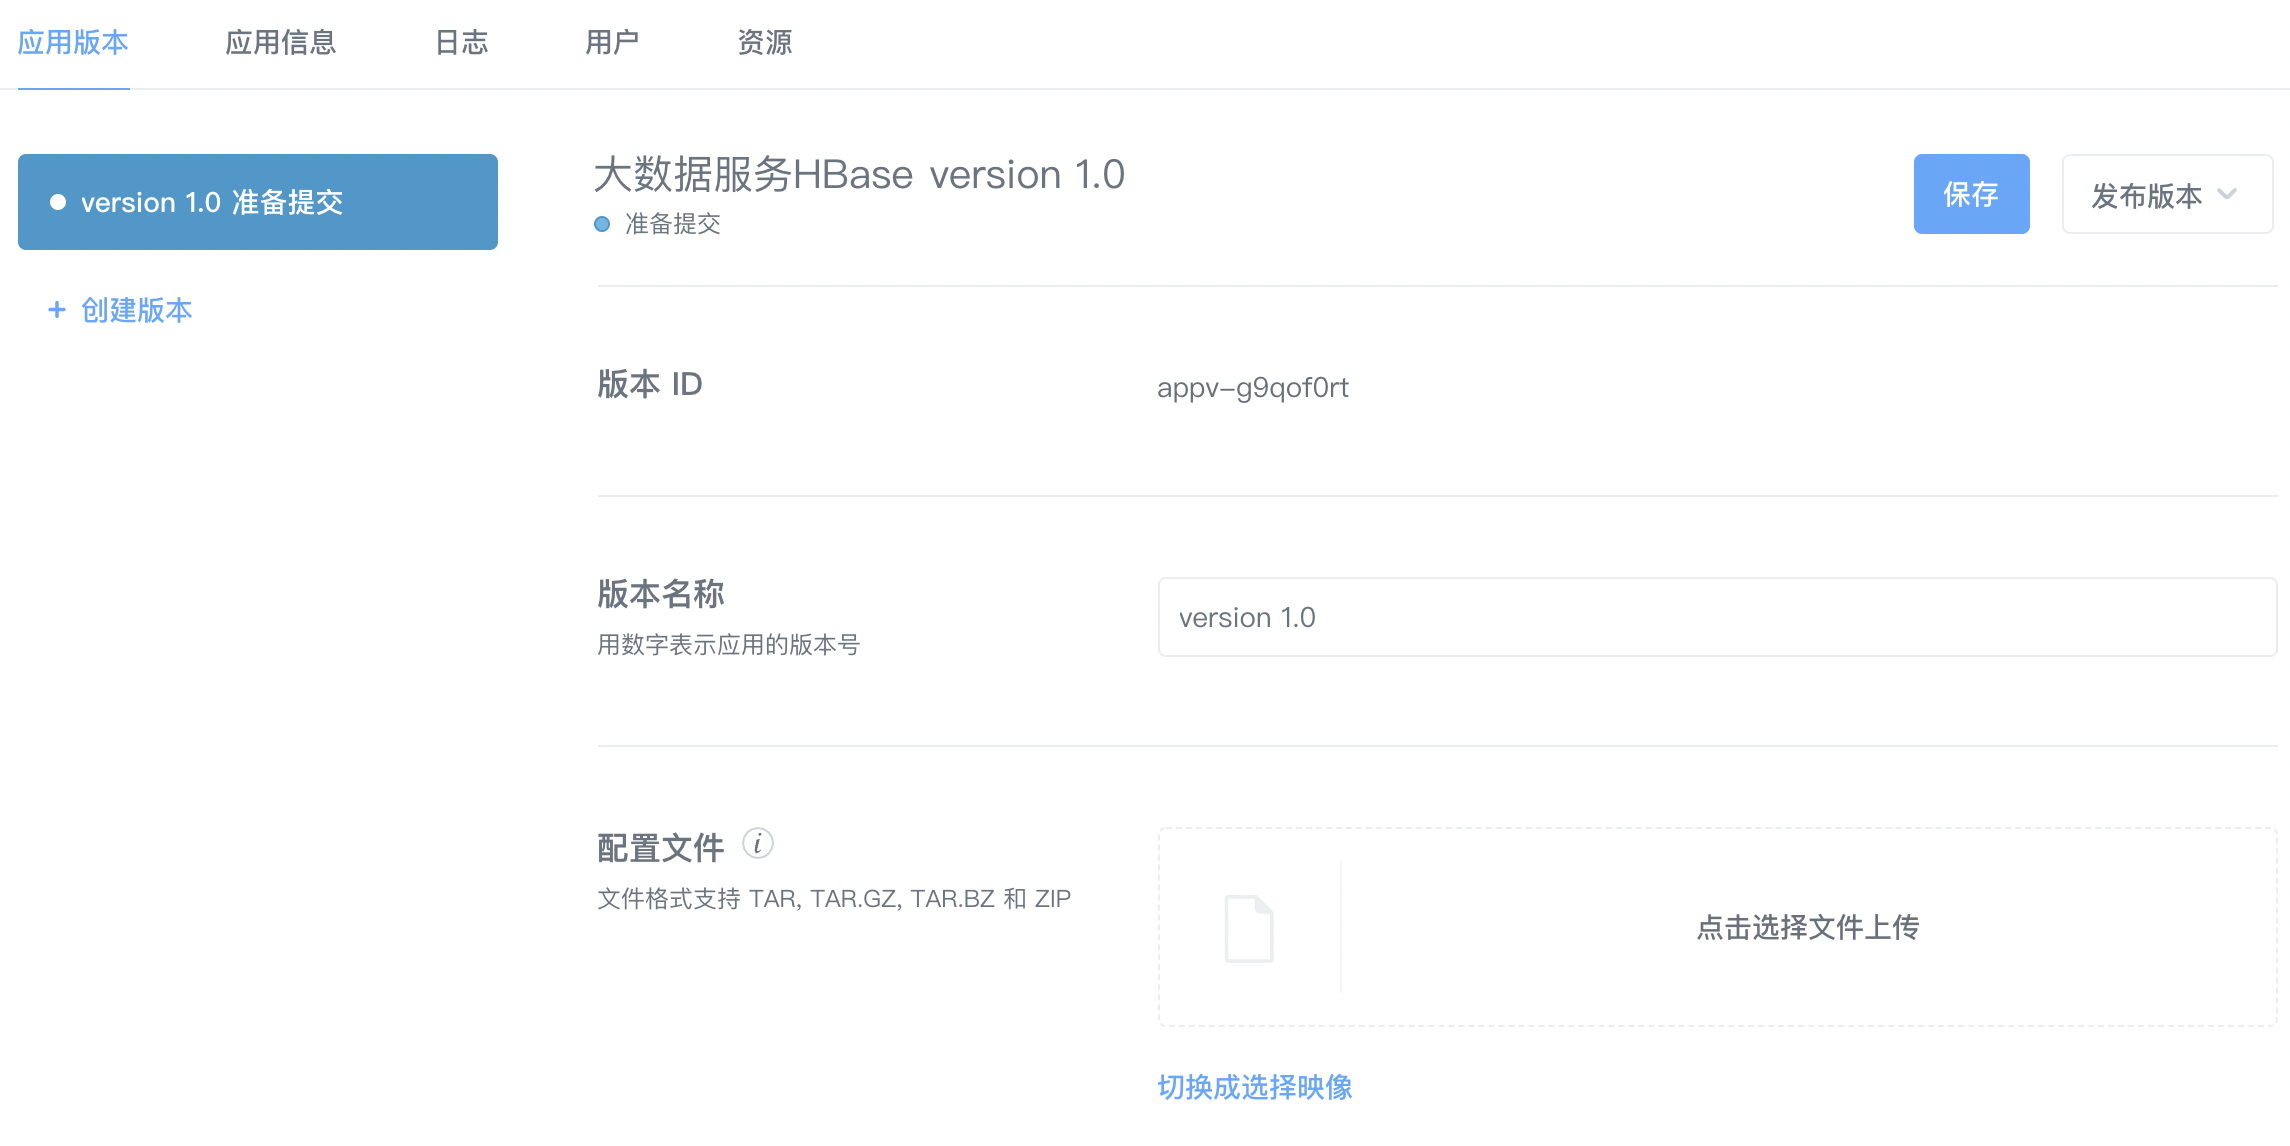 应用版本 应用信息 日志 用户 资源
version 1.0 准备提交
+ 创建版本
大数据服务HBase version 1.0
准备提交
保存 发布版本
版本 ID appv-g9qof0rt
版本名称
用数字表示应用的版本号
version 1.0
配置文件 i
文件格式支持 TAR, TAR.GZ, TAR.BZ 和 ZIP
点击选择文件上传
切换成选择映像